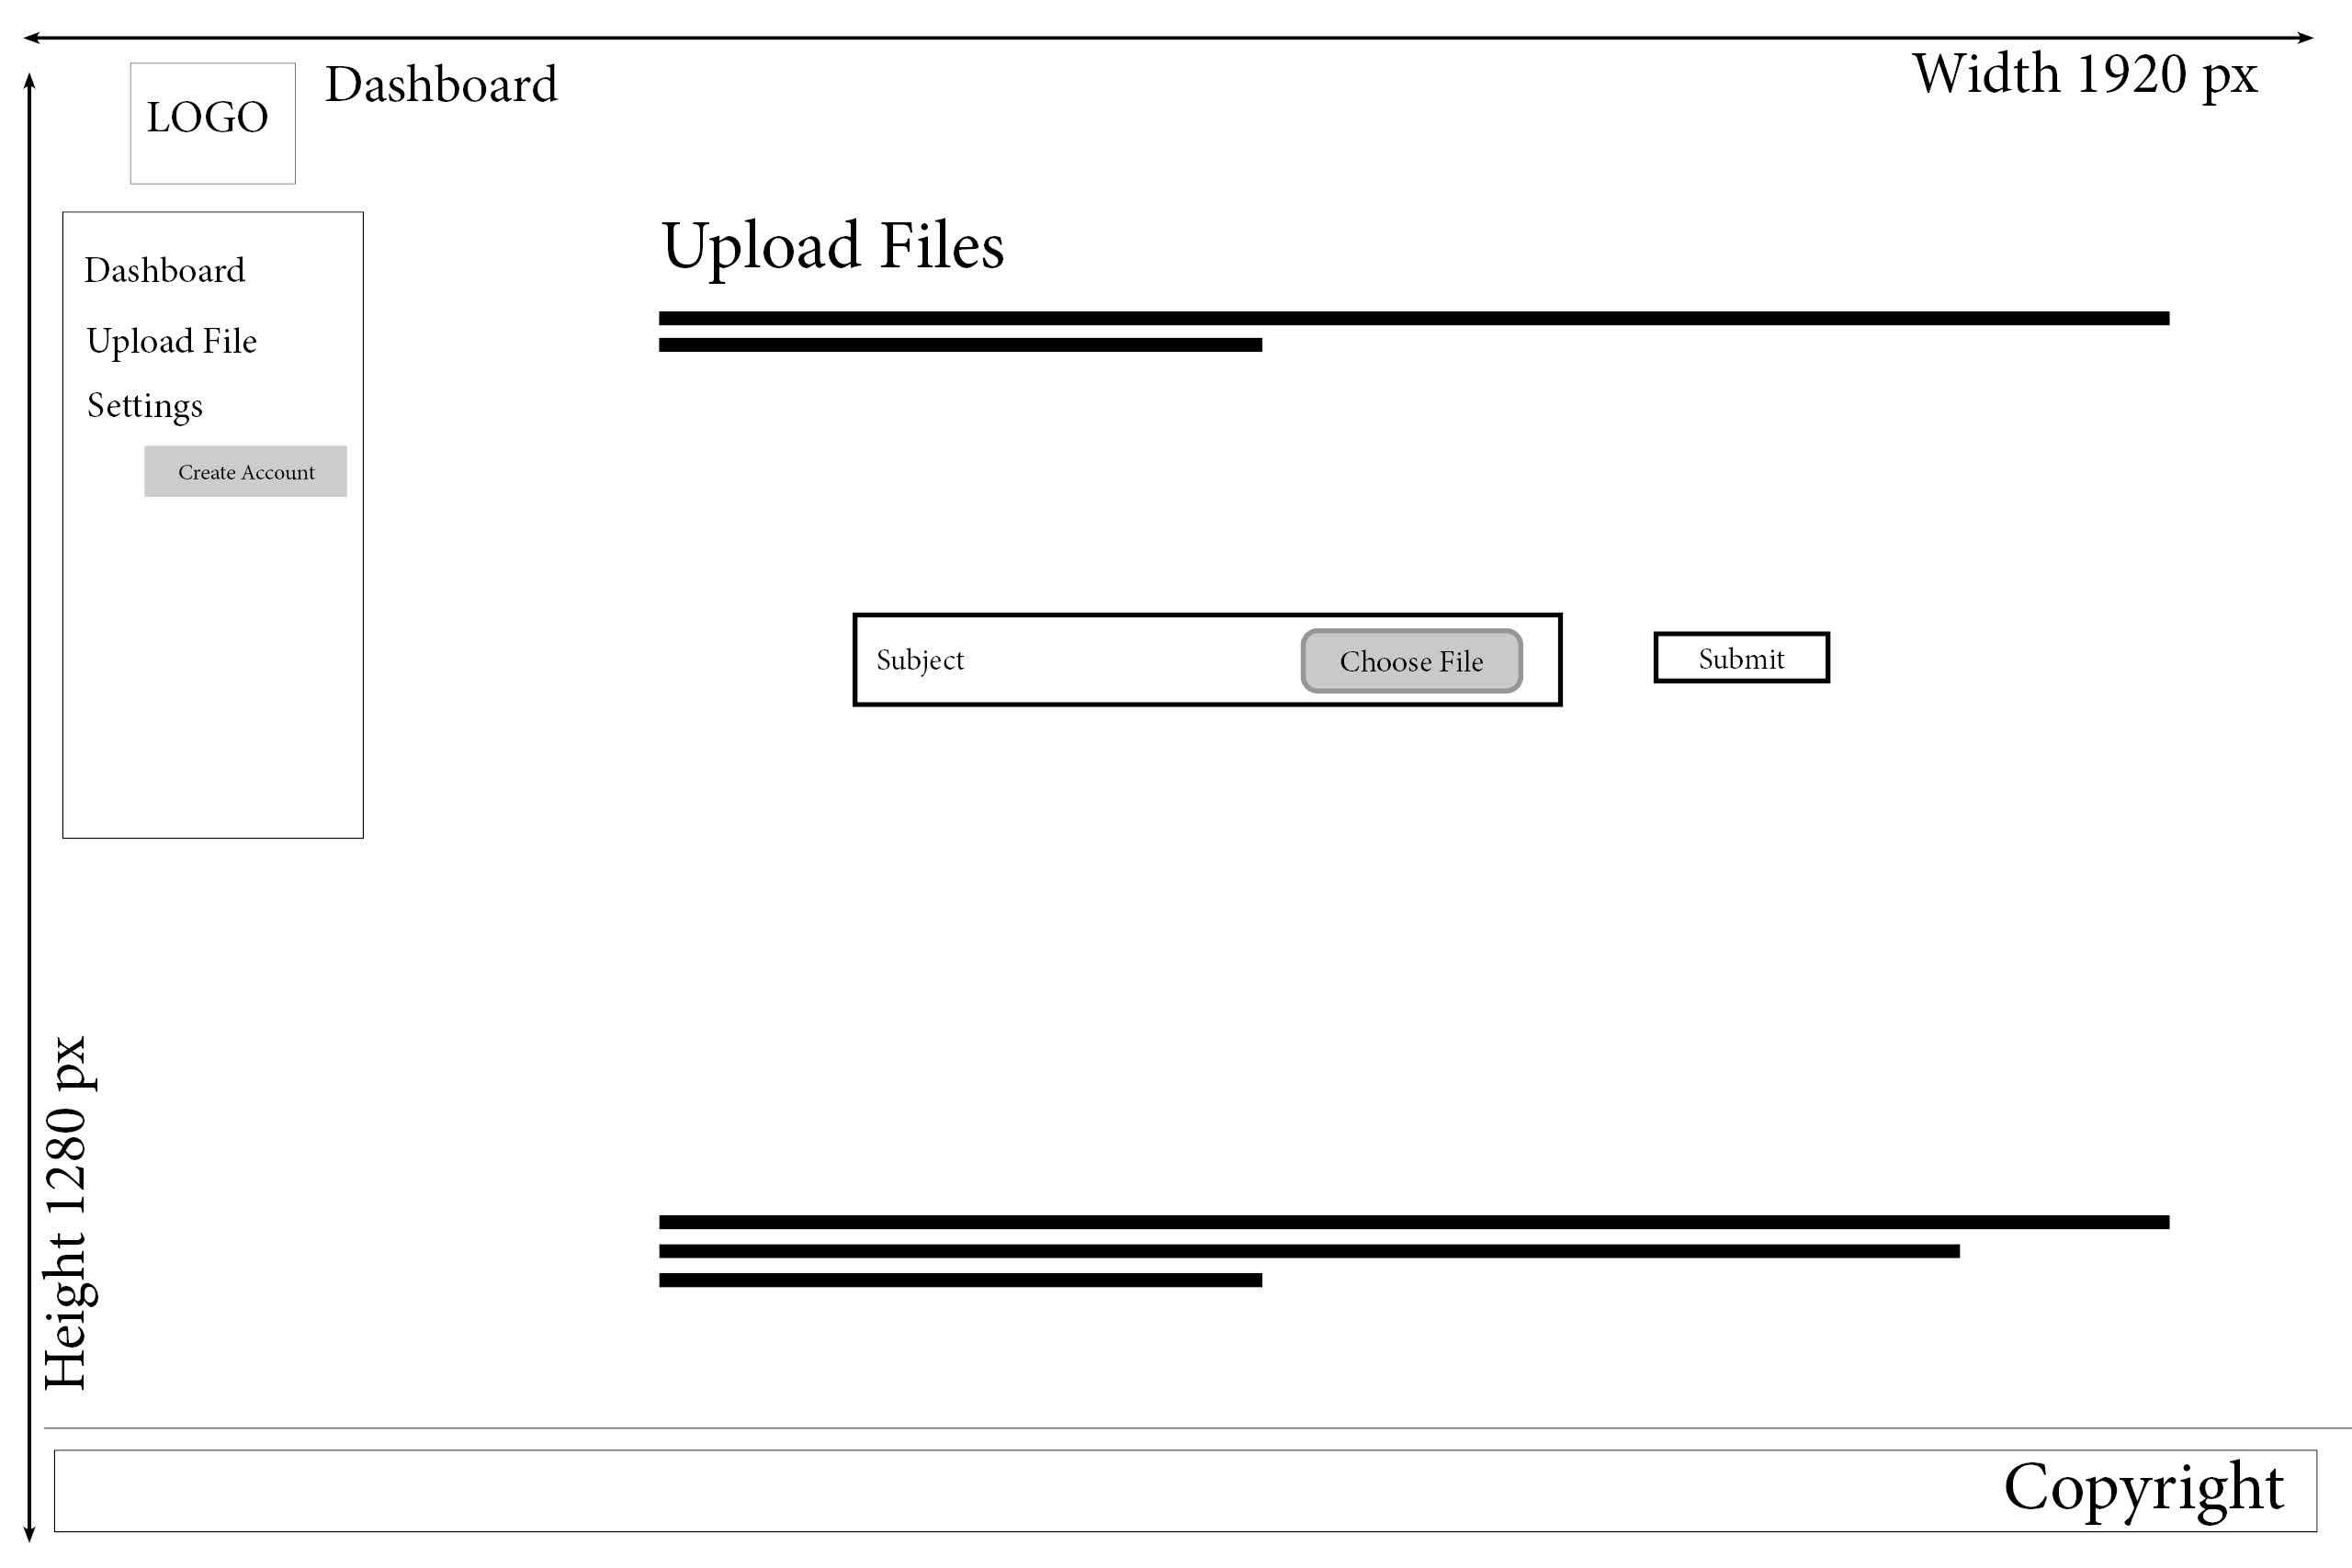 Width 1920 px
LOGO
Dashboard
Dashboard
Upload File
Settings
Create Account
Upload Files
Subject
Choose File
Submit
Height 1280 px
Copyright